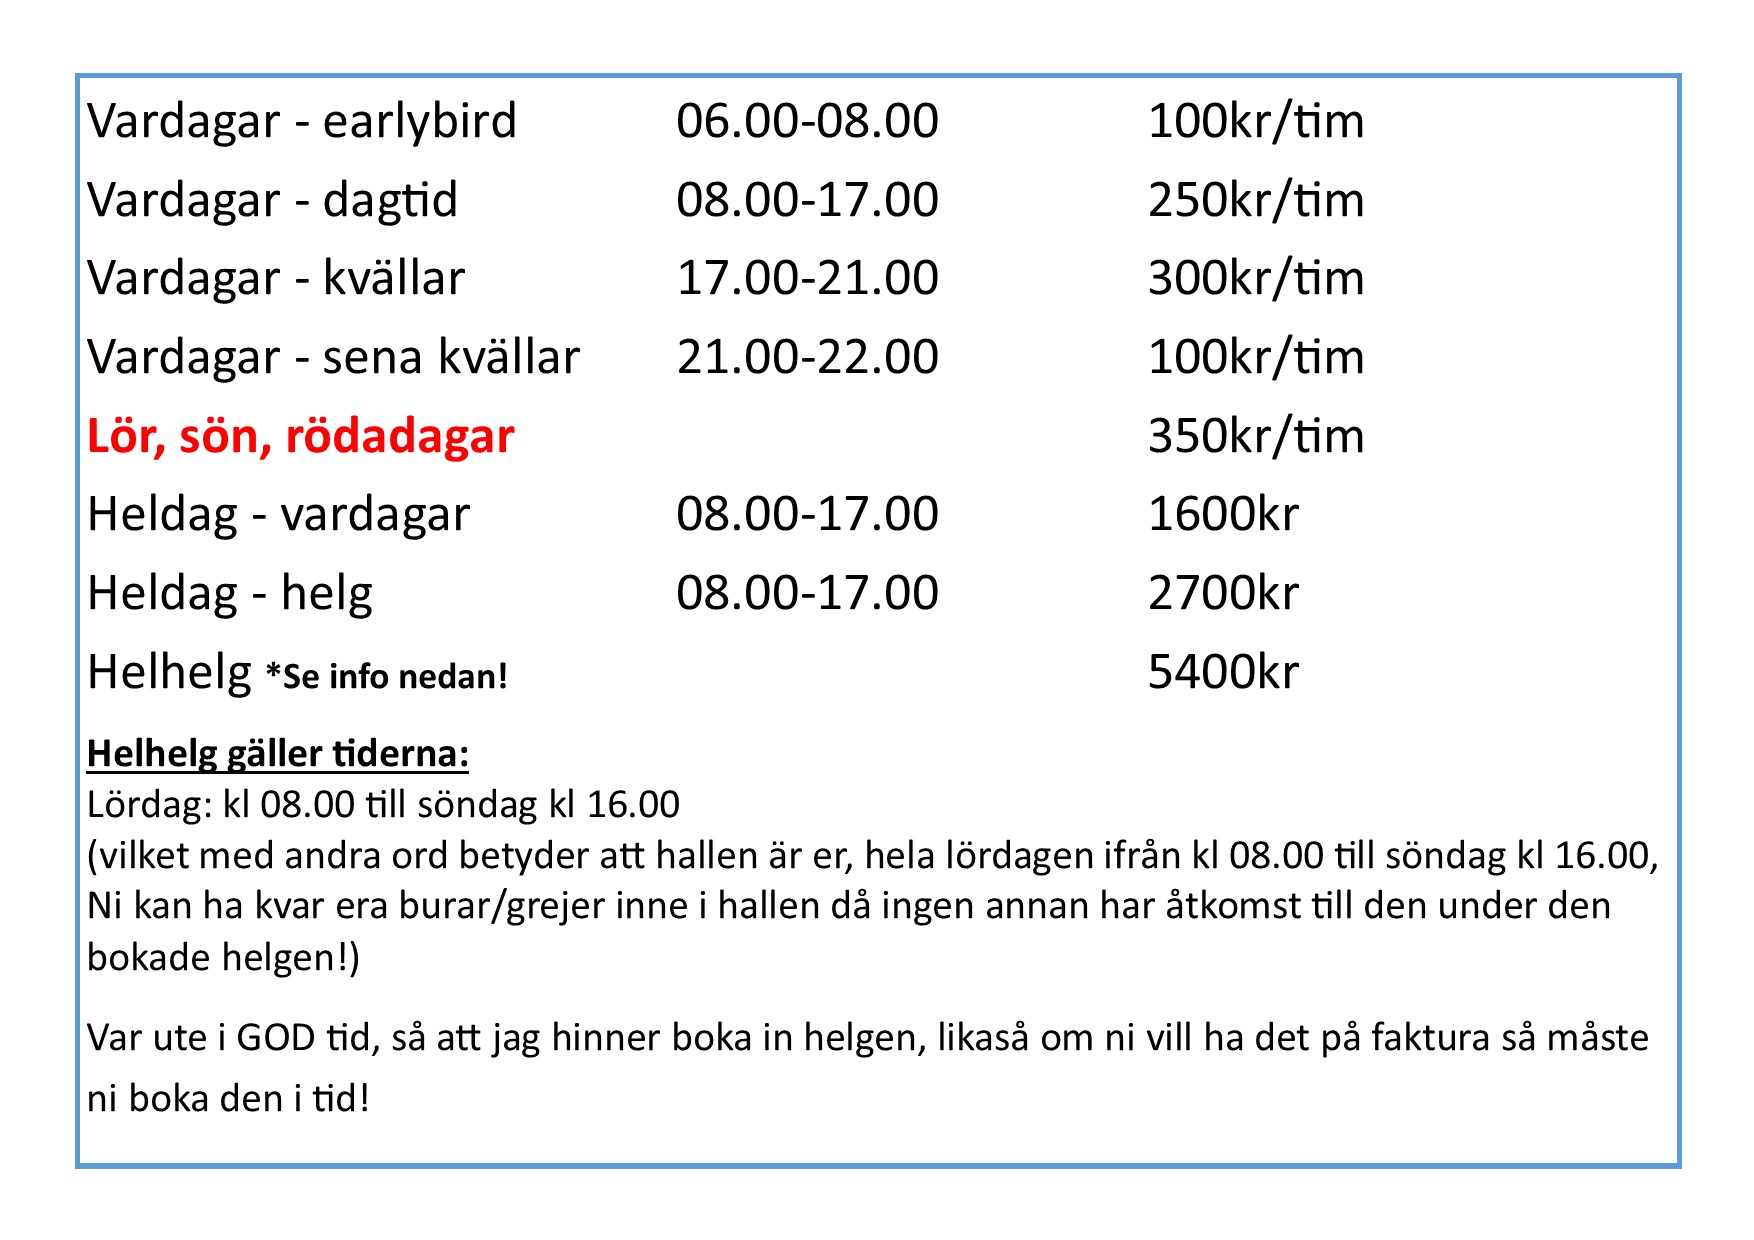 Vardagar - earlybird 06.00-08.00 100kr/tim
Vardagar - dagtid 08.00-17.00 250kr/tim
Vardagar - kvällar 17.00-21.00 300kr/tim
Vardagar - sena kvällar 21.00-22.00 100kr/tim
Lör, sön, rödadagar 350kr/tim
Heldag - vardagar 08.00-17.00 1600kr
Heldag - helg 08.00-17.00 2700kr
Helhelg *Se info nedan! 5400kr
Helhelg gäller tiderna:
Lördag: kl 08.00 till söndag kl 16.00
(vilket med andra ord betyder att hallen är er, hela lördagen ifrån kl 08.00 till söndag kl 16.00,
Ni kan ha kvar era burar/grejer inne i hallen då ingen annan har åtkomst till den under den
bokade helgen!)
Var ute i GOD tid, så att jag hinner boka in helgen, likaså om ni vill ha det på faktura så måste
ni boka den i tid!